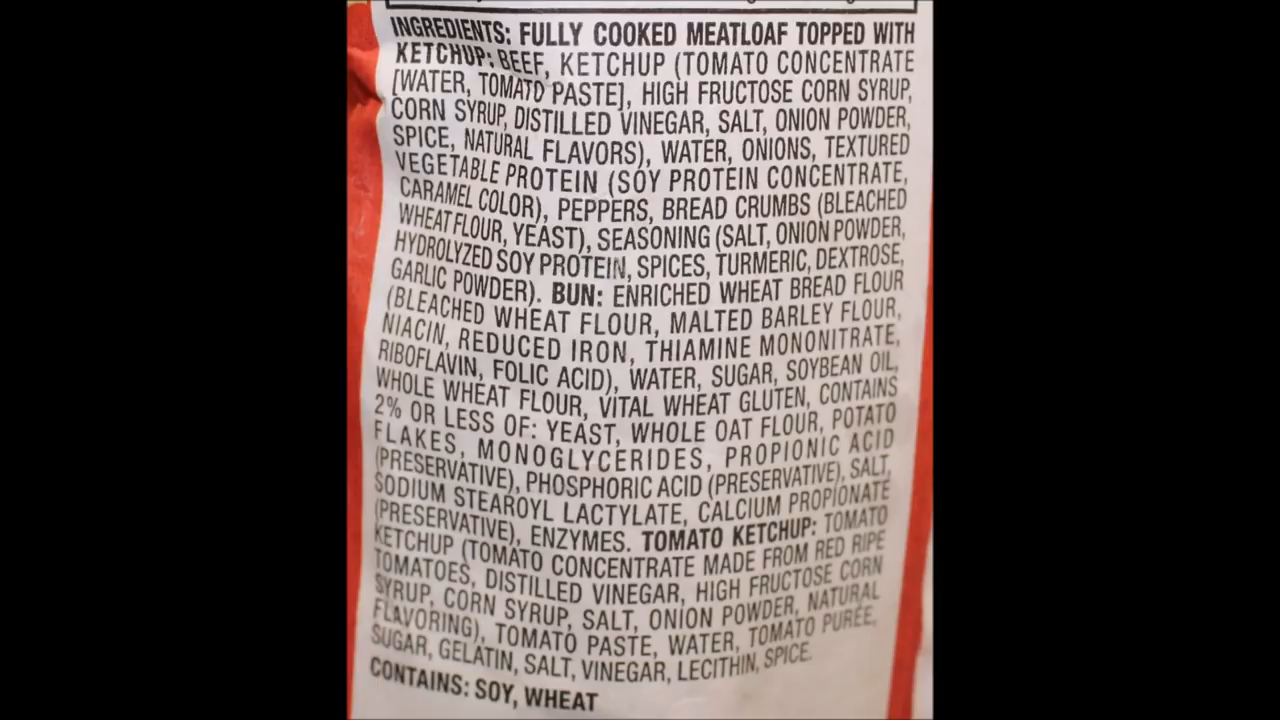 INGREDIENTS: FULLY COOKED MEATLOAF TOPPED WITH
KETCHUP: BEEF, KETCHUP (TOMATO CONCENTRATE
[WATER, TOMATO PASTE], HIGH FRUCTOSE CORN SYRUP,
CORN SYRUP, DISTILLED VINEGAR, SALT, ONION POWDER,
SPICE, NATURAL FLAVORS), WATER, ONIONS, TEXTURED
VEGETABLE PROTEIN (SOY PROTEIN CONCENTRATE,
CARAMEL COLOR), PEPPERS, BREAD CRUMBS (BLEACHED
WHEAT FLOUR, YEAST), SEASONING (SALT, ONION POWDER,
HYDROLYZED SOY PROTEIN, SPICES, TURMERIC, DEXTROSE,
GARLIC POWDER). BUN: ENRICHED WHEAT BREAD FLOUR
(BLEACHED WHEAT FLOUR, MALTED BARLEY FLOUR,
NIACIN, REDUCED IRON, THIAMINE MONONITRATE,
RIBOFLAVIN, FOLIC ACID), WATER, SUGAR, SOYBEAN OIL,
WHOLE WHEAT FLOUR, VITAL WHEAT GLUTEN, CONTAINS
2% OR LESS OF: YEAST, WHOLE OAT FLOUR, POTATO
FLAKES, MONOGLYCERIDES, PROPIONIC ACID
(PRESERVATIVE), PHOSPHORIC ACID (PRESERVATIVE), SALT,
SODIUM STEAROYL LACTYLATE, CALCIUM PROPIONATE
(PRESERVATIVE), ENZYMES. TOMATO KETCHUP: TOMATO
KETCHUP (TOMATO CONCENTRATE MADE FROM RED RIPE
TOMATOES, DISTILLED VINEGAR, HIGH FRUCTOSE CORN
SYRUP, CORN SYRUP, SALT, ONION POWDER, NATURAL
FLAVORING), TOMATO PASTE, WATER, TOMATO PURÉE,
SUGAR, GELATIN, SALT, VINEGAR, LECITHIN, SPICE.
CONTAINS: SOY, WHEAT